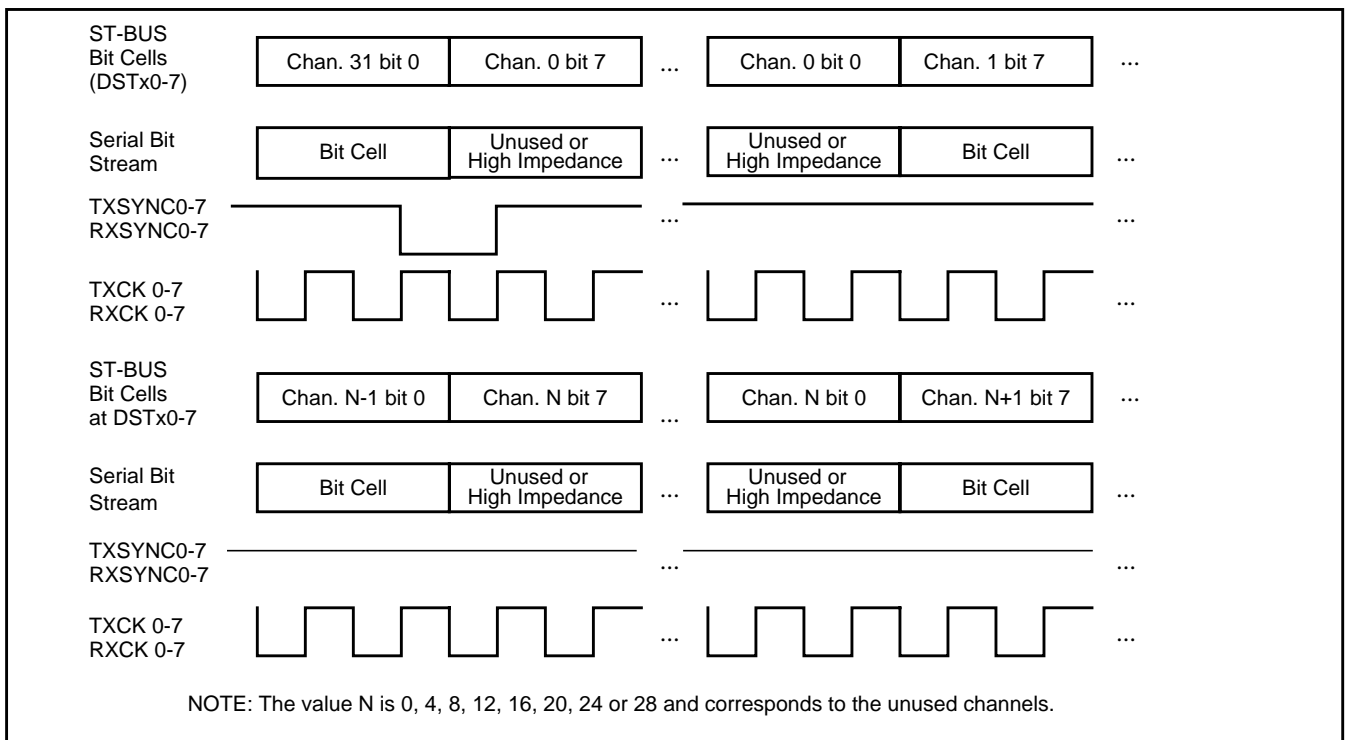 ST-BUS
Bit Cells
(DSTx0-7)
Chan. 31 bit 0
Chan. 0 bit 7
...
Chan. 0 bit 0
Chan. 1 bit 7
...
Serial Bit
Stream
Bit Cell
Unused or
High Impedance
...
Unused or
High Impedance
Bit Cell
...
TXSYNC0-7
RXSYNC0-7
...
...
TXCK 0-7
RXCK 0-7
...
...
ST-BUS
Bit Cells
at DSTx0-7
Chan. N-1 bit 0
Chan. N bit 7
...
Chan. N bit 0
Chan. N+1 bit 7
...
Serial Bit
Stream
Bit Cell
Unused or
High Impedance
...
Unused or
High Impedance
Bit Cell
...
TXSYNC0-7
RXSYNC0-7
...
...
TXCK 0-7
RXCK 0-7
...
...
NOTE: The value N is 0, 4, 8, 12, 16, 20, 24 or 28 and corresponds to the unused channels.